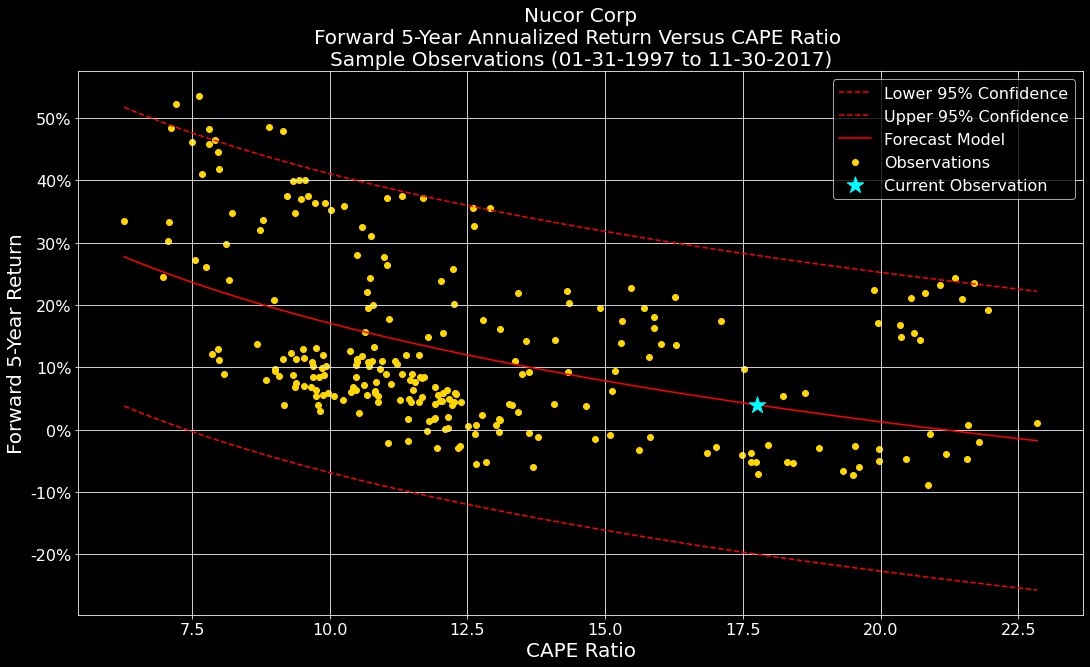 Nucor Corp
Forward 5-Year Annualized Return Versus CAPE Ratio
Sample Observations (01-31-1997 to 11-30-2017)
Lower 95% Confidence
Upper 95% Confidence
Forecast Model
Observations
Current Observation
Forward 5-Year Return
50%
40%
30%
20%
10%
0%
-10%
-20%
7.5 10.0 12.5 15.0 17.5 20.0 22.5
CAPE Ratio